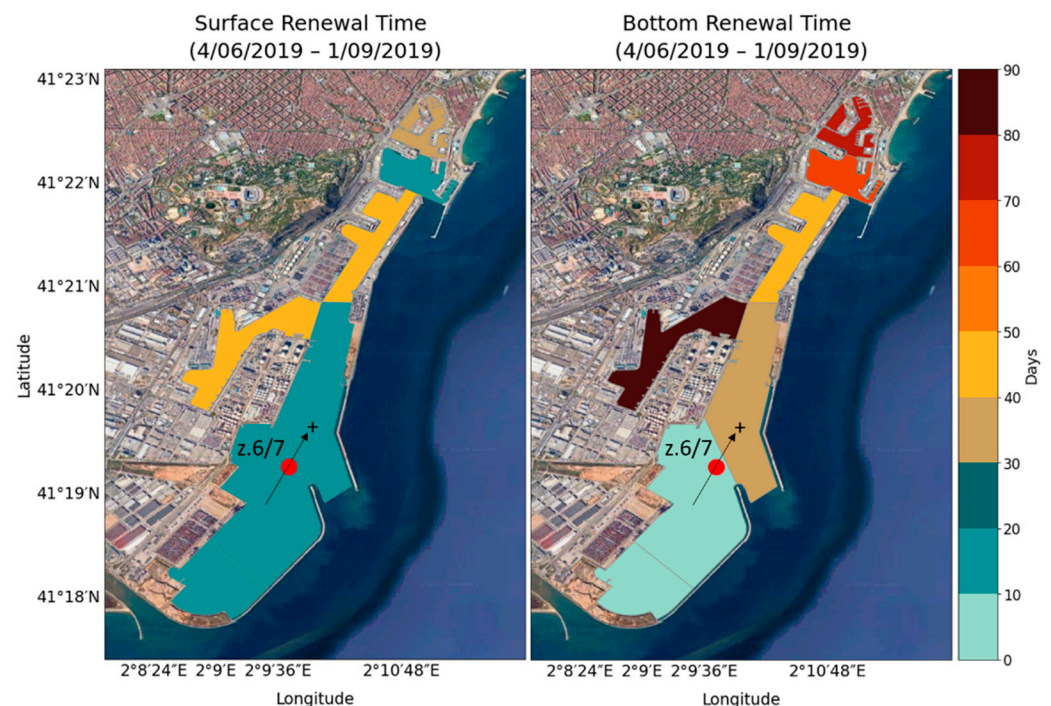 Surface Renewal Time
(4/06/2019 – 1/09/2019)
Bottom Renewal Time
(4/06/2019 – 1/09/2019)
41°23′N
41°22′N
41°21′N
41°20′N
41°19′N
41°18′N
Latitude
z.6/7
+
z.6/7
+
90
80
70
60
50
40
30
20
10
0
Days
2°8′24″E 2°9′E 2°9′36″E 2°10′48″E
2°8′24″E 2°9′E 2°9′36″E 2°10′48″E
Longitude
Longitude